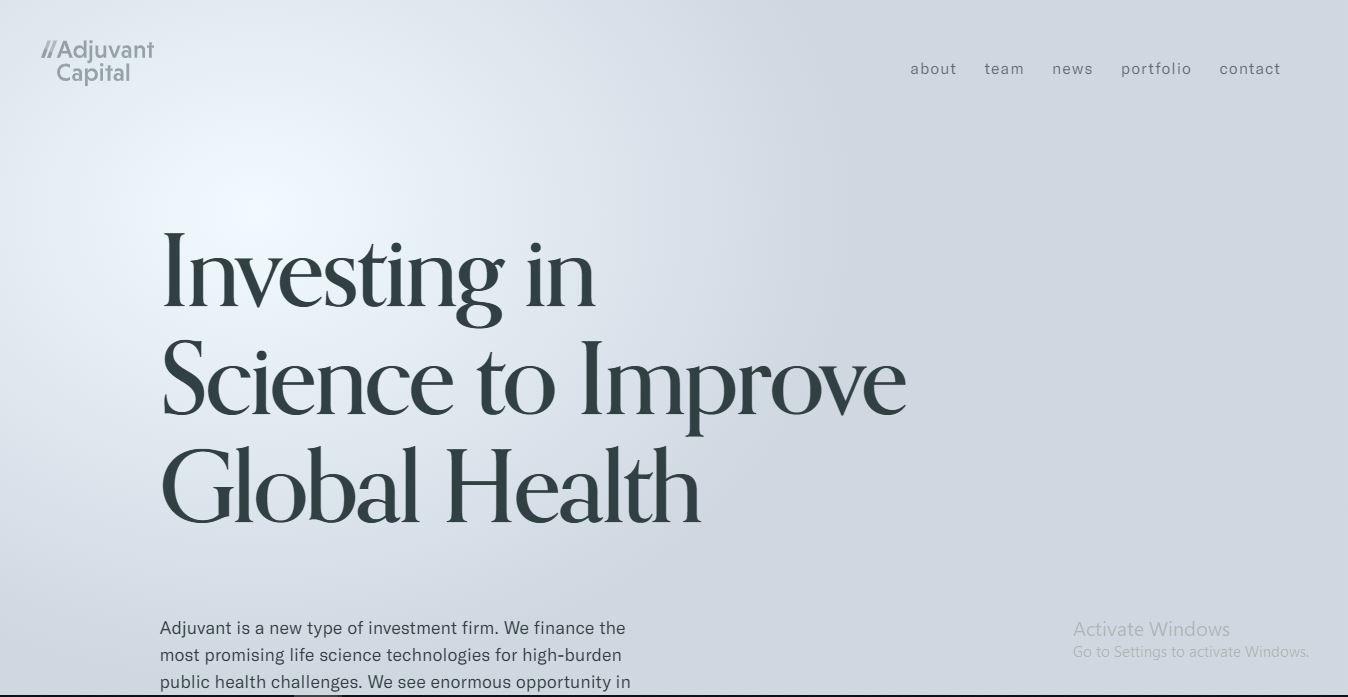 //Adjuvant
Capital
about team news portfolio contact
Investing in
Science to Improve
Global Health
Adjuvant is a new type of investment firm. We finance the
most promising life science technologies for high-burden
public health challenges. We see enormous opportunity in
Activate Windows
Go to Settings to activate Windows.